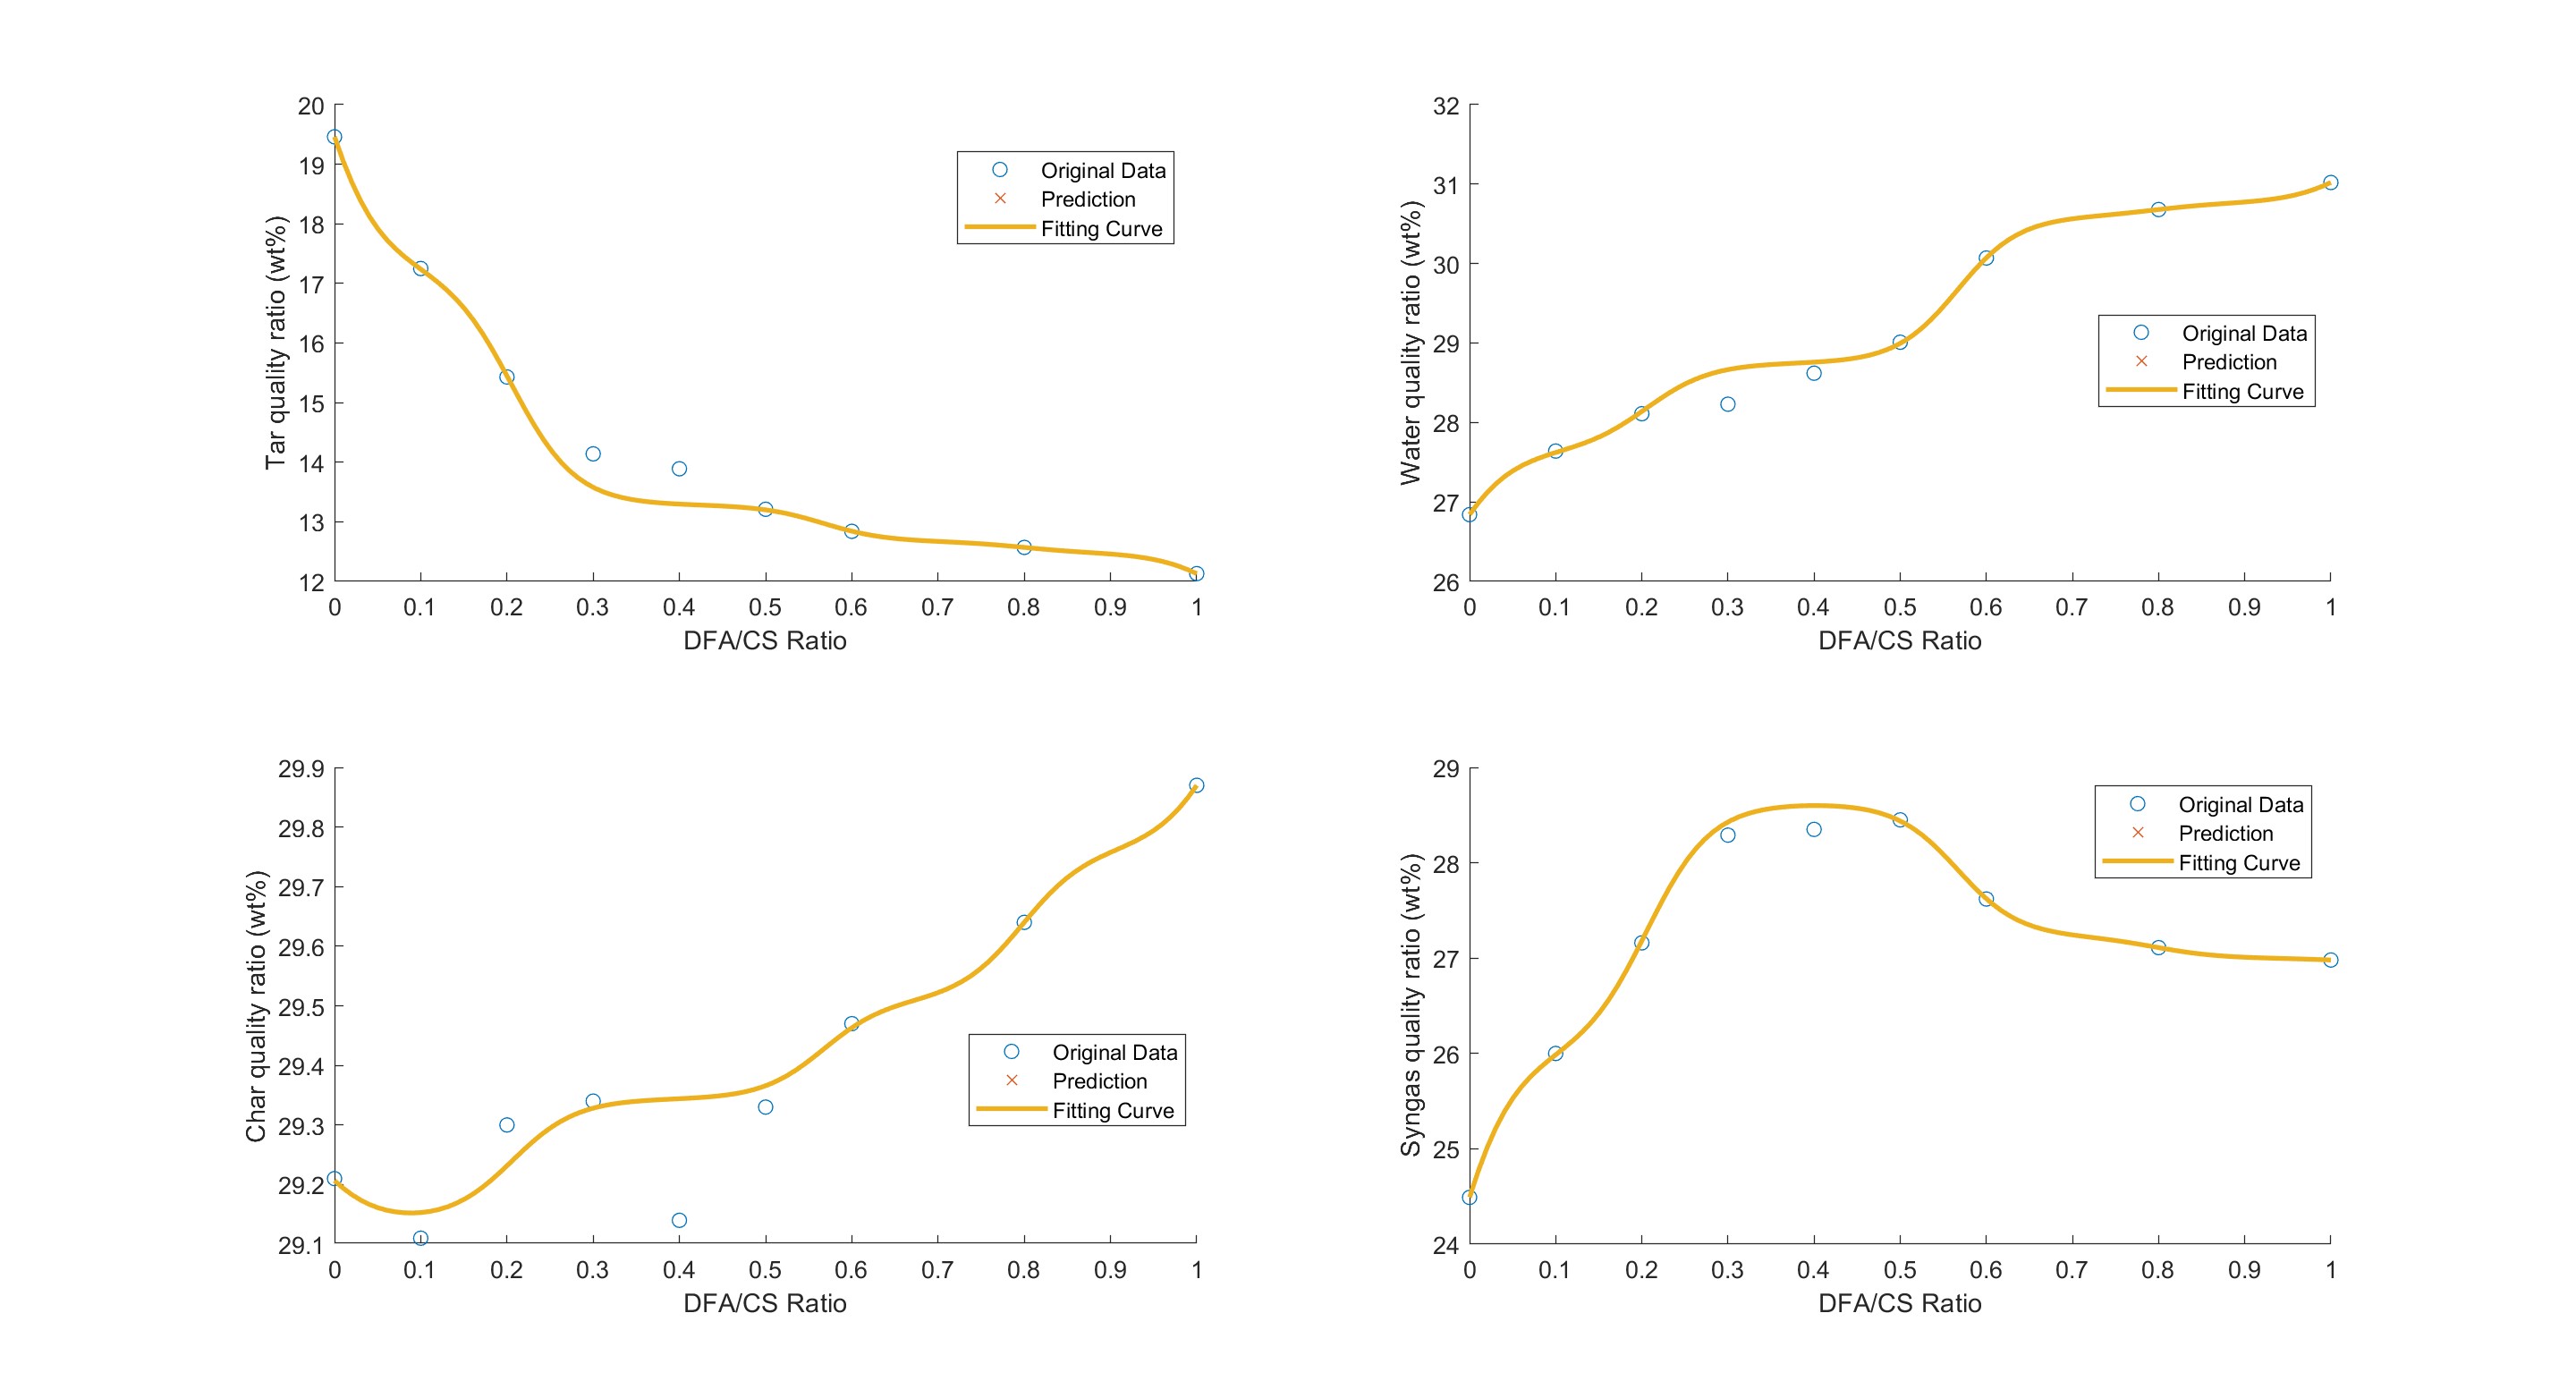 20
19
18
17
16
15
14
13
12
Tar quality ratio (wt%)
0 0.1 0.2 0.3 0.4 0.5 0.6 0.7 0.8 0.9 1
DFA/CS Ratio
Original Data
Prediction
Fitting Curve
32
31
30
29
28
27
26
Water quality ratio (wt%)
0 0.1 0.2 0.3 0.4 0.5 0.6 0.7 0.8 0.9 1
DFA/CS Ratio
Original Data
Prediction
Fitting Curve
29.9
29.8
29.7
29.6
29.5
29.4
29.3
29.2
29.1
Char quality ratio (wt%)
0 0.1 0.2 0.3 0.4 0.5 0.6 0.7 0.8 0.9 1
DFA/CS Ratio
Original Data
Prediction
Fitting Curve
29
28
27
26
25
24
Syngas quality ratio (wt%)
0 0.1 0.2 0.3 0.4 0.5 0.6 0.7 0.8 0.9 1
DFA/CS Ratio
Original Data
Prediction
Fitting Curve